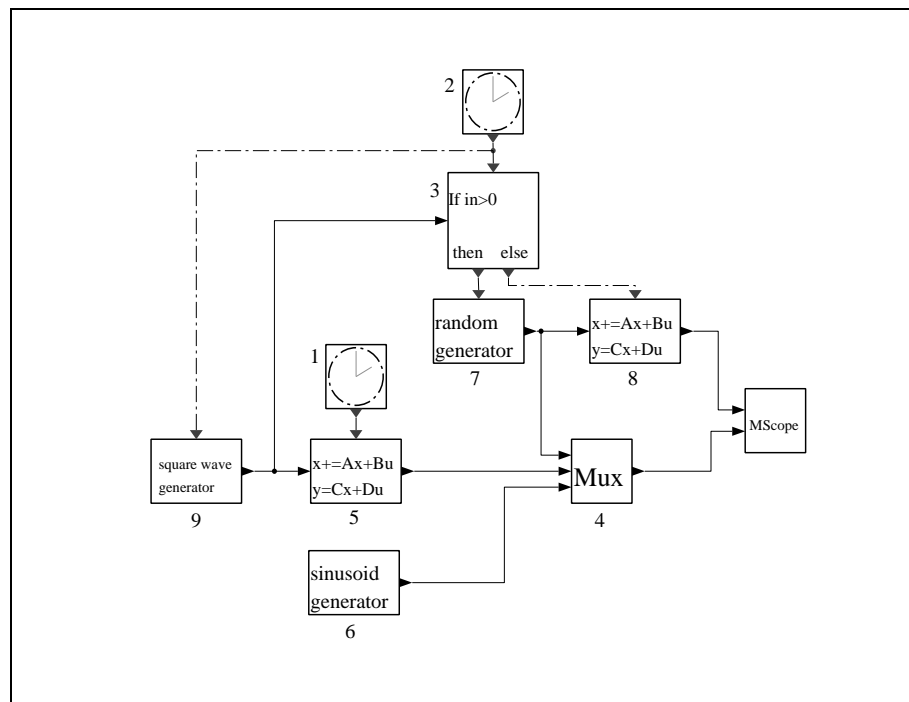 2
3
If in>0
then else
random
generator
7
x+=Ax+Bu
y=Cx+Du
8
1
MScope
square wave
generator
9
x+=Ax+Bu
y=Cx+Du
5
Mux
4
sinusoid
generator
6